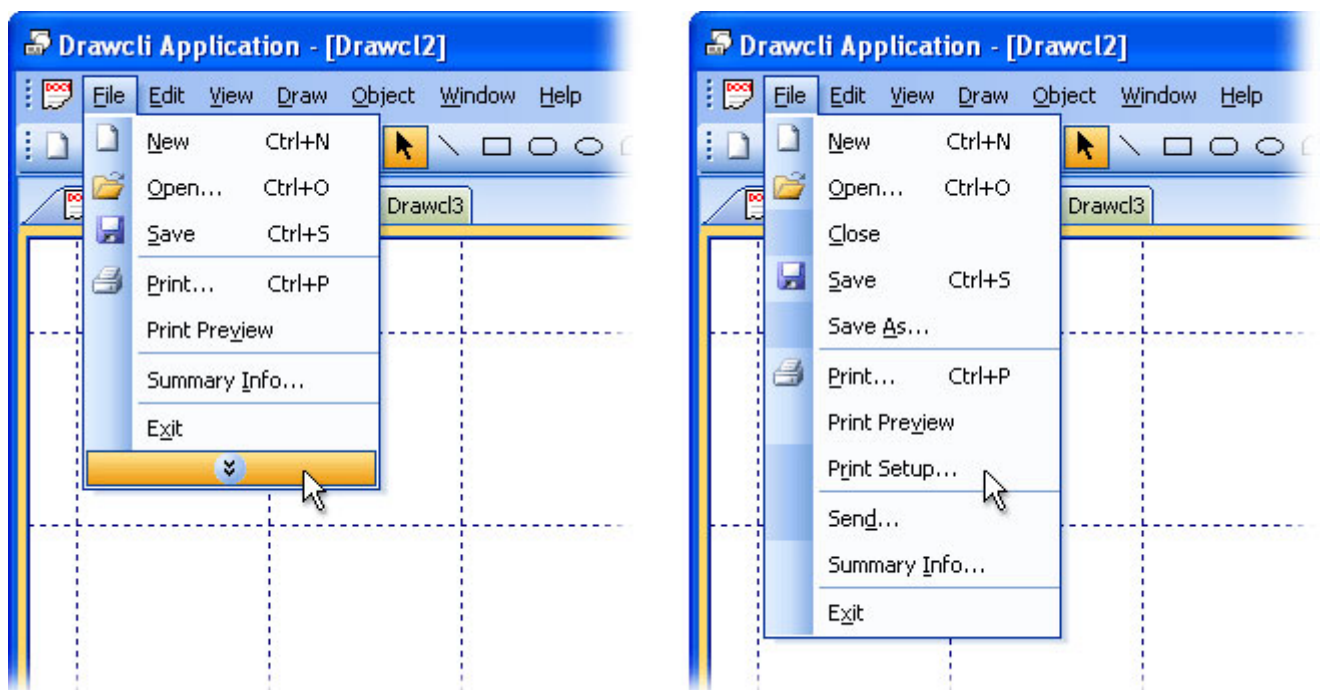 Drawcli Application - [Drawcl2]
File Edit View Draw Object Window Help
New Ctrl+N
Open... Ctrl+O
Drawcl3
Save Ctrl+S
Print... Ctrl+P
Print Preview
Summary Info...
Exit
Drawcli Application - [Drawcl2]
File Edit View Draw Object Window Help
New Ctrl+N
Open... Ctrl+O
Drawcl3
Close
Save Ctrl+S
Save As...
Print... Ctrl+P
Print Preview
Print Setup...
Send...
Summary Info...
Exit